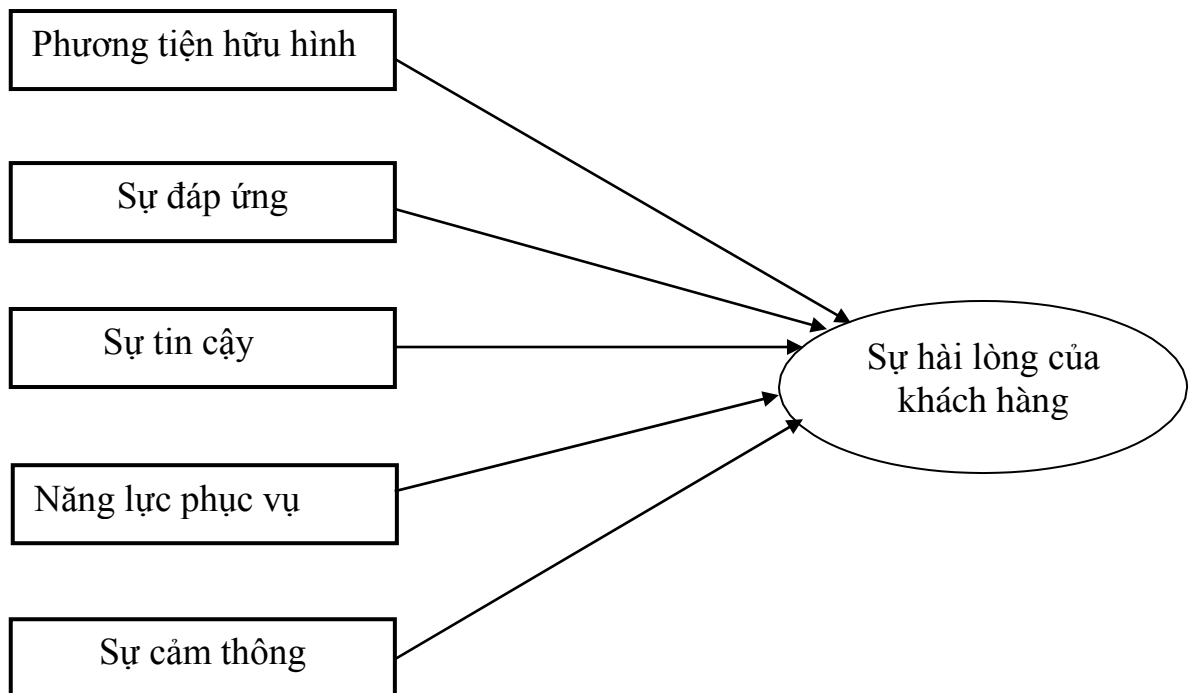 Phương tiện hữu hình
Sự đáp ứng
Sự tin cậy
Năng lực phục vụ
Sự cảm thông
Sự hài lòng của
khách hàng